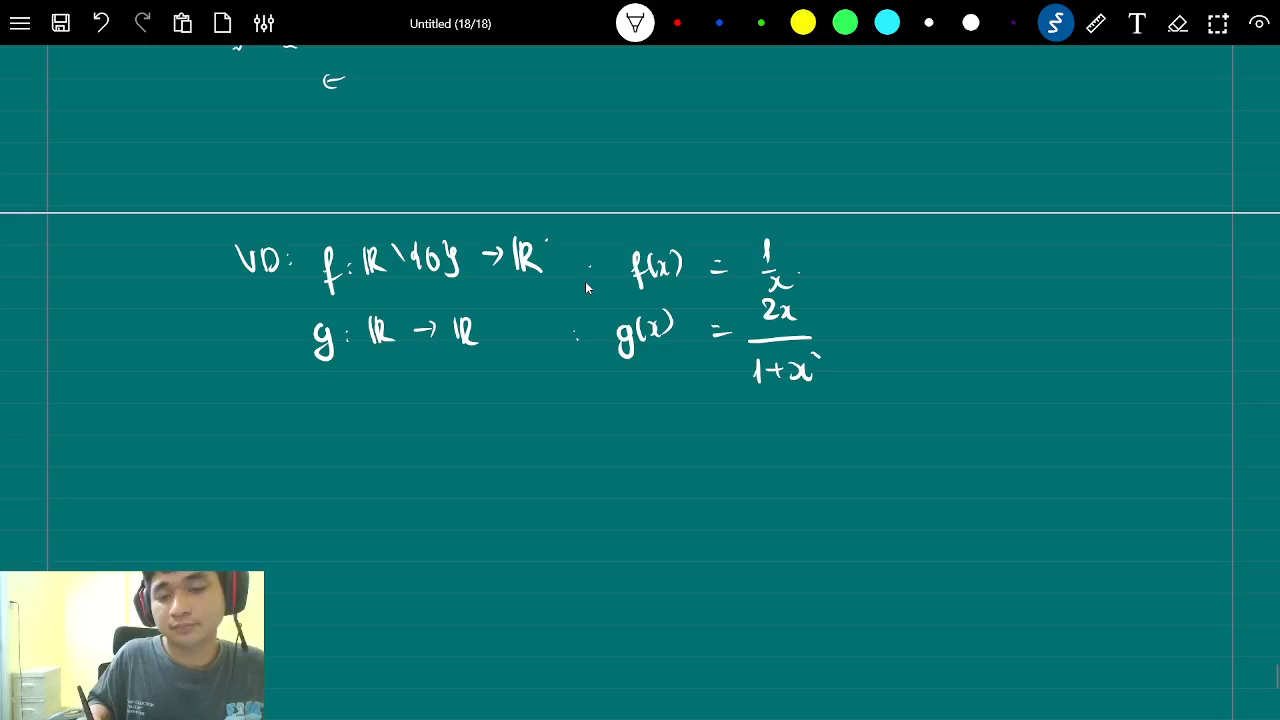 Untitled (18/18)
T
∈
VD: f: ℝ \ {0} → ℝ : f(x) = 1/x
g: ℝ → ℝ : g(x) = 2x/(1+x²)